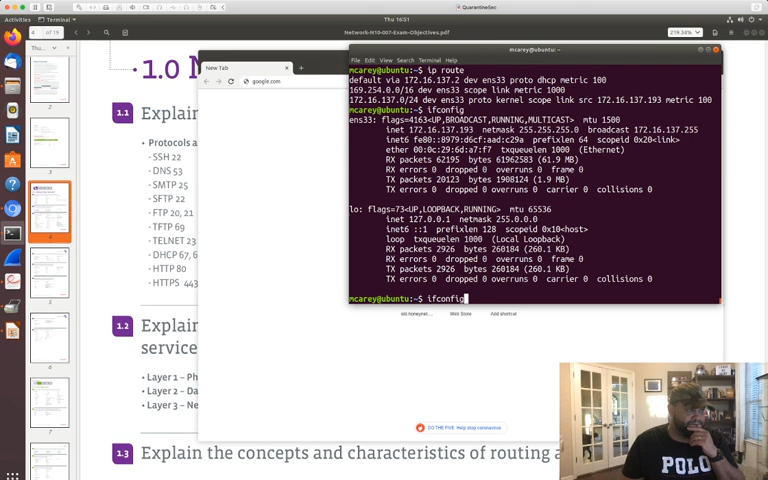 QuarantineSec
Activities
Terminal
Thu 16:51
Network-N10-007-Exam-Objectives.pdf
4
of 17
219.34%
Thu…
2
3
4
5
6
7
1.0 N
1.1 Explain
• Protocols a
- SSH 22
- DNS 53
- SMTP 25
- SFTP 22
- FTP 20, 21
- TFTP 69
- TELNET 23
- DHCP 67, 6
- HTTP 80
- HTTPS 443
1.2 Explain
service
• Layer 1 – Ph
• Layer 2 – Da
• Layer 3 – Ne
1.3 Explain the concepts and characteristics of routing a
New Tab
google.com
Web Store
Add shortcut
DO THE FIVE. Help stop coronavirus
mcarey@ubuntu: ~
File Edit View Search Terminal Help
mcarey@ubuntu:~$ ip route
default via 172.16.137.2 dev ens33 proto dhcp metric 100
169.254.0.0/16 dev ens33 scope link metric 1000
172.16.137.0/24 dev ens33 proto kernel scope link src 172.16.137.193 metric 100
mcarey@ubuntu:~$ ifconfig
ens33: flags=4163<UP,BROADCAST,RUNNING,MULTICAST> mtu 1500
inet 172.16.137.193 netmask 255.255.255.0 broadcast 172.16.137.255
inet6 fe80::8979:d6cf:aad:c29a prefixlen 64 scopeid 0x20<link>
ether 00:0c:29:6d:a7:f7 txqueuelen 1000 (Ethernet)
RX packets 62195 bytes 61962583 (61.9 MB)
RX errors 0 dropped 0 overruns 0 frame 0
TX packets 20123 bytes 1908124 (1.9 MB)
TX errors 0 dropped 0 overruns 0 carrier 0 collisions 0
lo: flags=73<UP,LOOPBACK,RUNNING> mtu 65536
inet 127.0.0.1 netmask 255.0.0.0
inet6 ::1 prefixlen 128 scopeid 0x10<host>
loop txqueuelen 1000 (Local Loopback)
RX packets 2926 bytes 260184 (260.1 KB)
RX errors 0 dropped 0 overruns 0 frame 0
TX packets 2926 bytes 260184 (260.1 KB)
TX errors 0 dropped 0 overruns 0 carrier 0 collisions 0
mcarey@ubuntu:~$ ifconfig
POLO